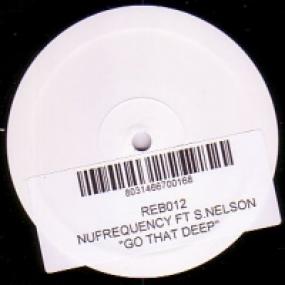 8031466700168
REB012
NUFREQUENCY FT S.NELSON
"GO THAT DEEP"